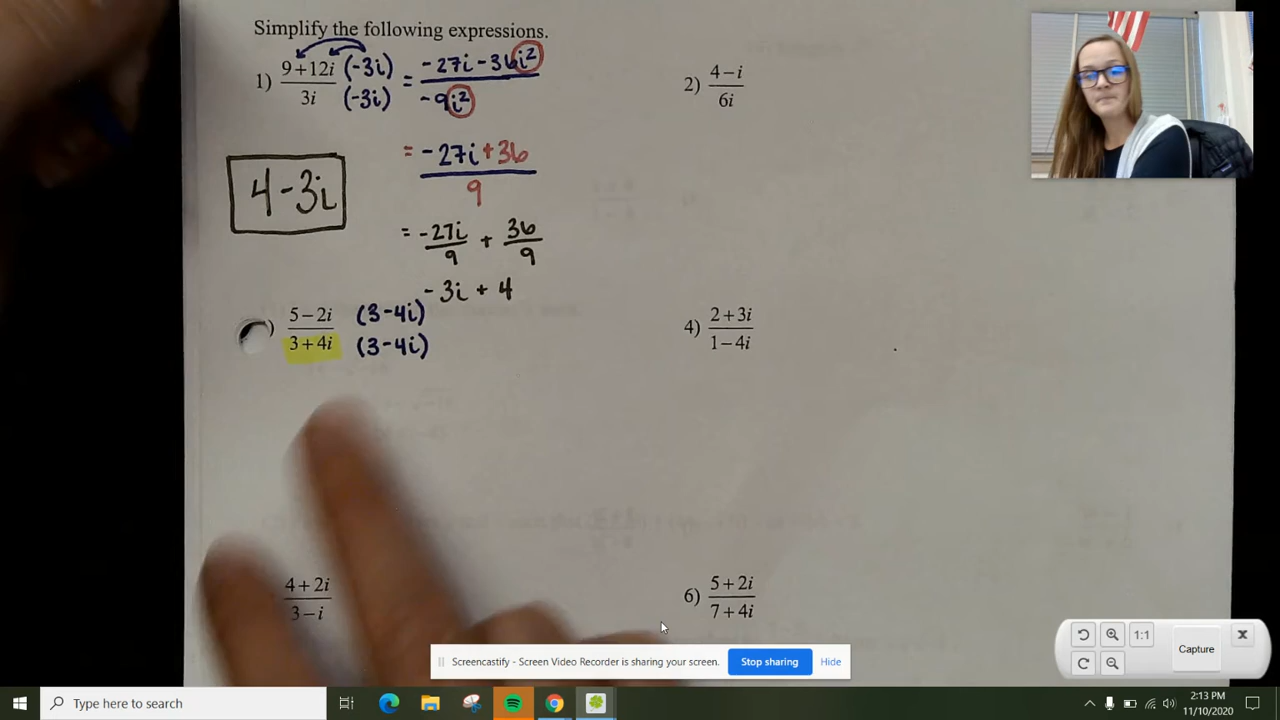 Simplify the following expressions.
1) 9+12i/3i (-3i)/(-3i) = -27i - 36i²/-9i²
= -27i+36/9
= -27i/9 + 36/9
-3i + 4
4-3i
2) 4-i/6i
) 5-2i/3+4i (3-4i)/(3-4i)
4) 2+3i/1-4i
4+2i/3-i
6) 5+2i/7+4i
Screencastify - Screen Video Recorder is sharing your screen.
Stop sharing
Hide
1:1
Capture
Type here to search
2:13 PM
11/10/2020